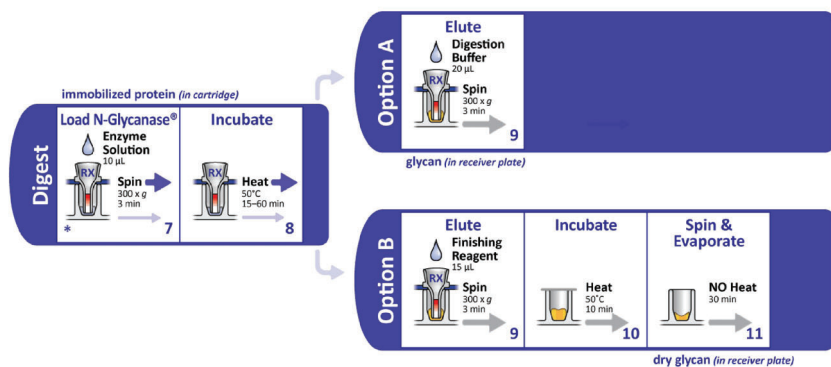 immobilized protein (in cartridge)
Digest
Load N-Glycanase®
Enzyme
Solution
10 µL
RX
Spin
300 x g
3 min
*
7
Incubate
RX
Heat
50°C
15–60 min
8
Option A
Elute
Digestion
Buffer
20 µL
RX
Spin
300 x g
3 min
9
glycan (in receiver plate)
Option B
Elute
Finishing
Reagent
15 µL
RX
Spin
300 x g
3 min
9
Incubate
Heat
50°C
10 min
10
Spin &
Evaporate
NO Heat
30 min
11
dry glycan (in receiver plate)